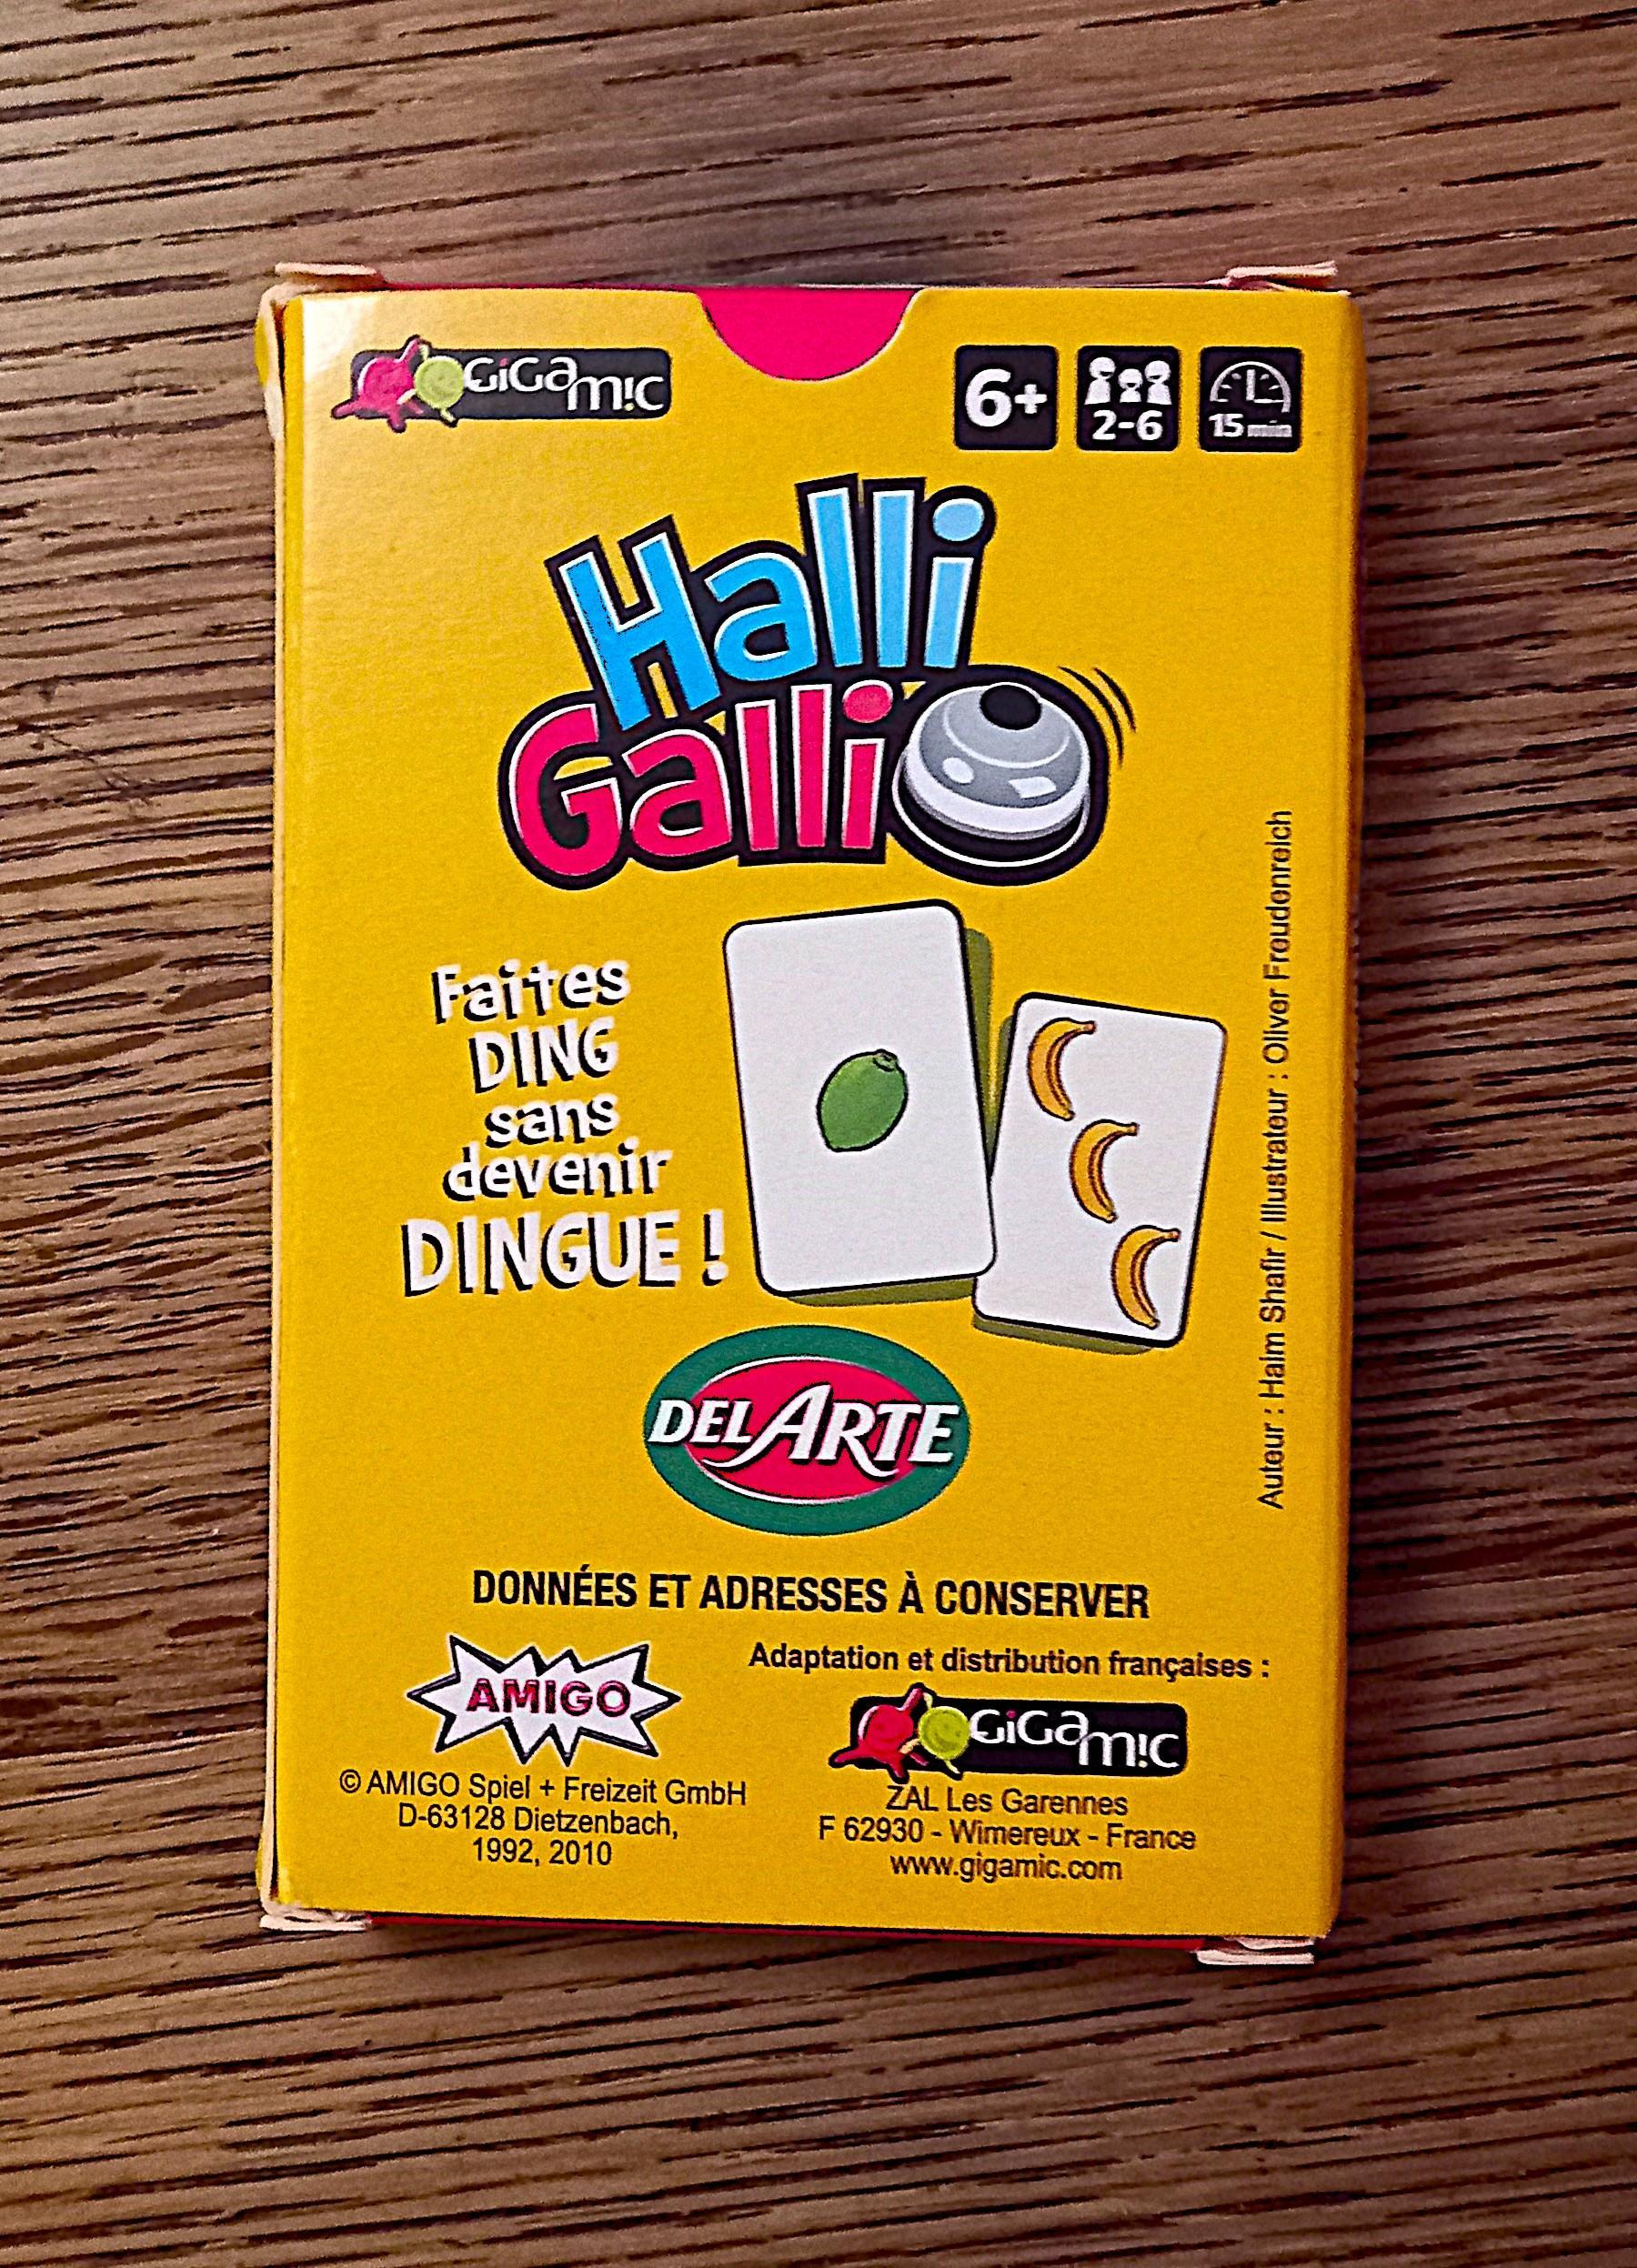 GiGamic
6+
2-6
15 min
Halli
Galli
Faites
DING
sans
devenir
DINGUE !
DEL ARTE
Auteur : Haim Shafir / Illustrateur : Oliver Freudenreich
DONNÉES ET ADRESSES À CONSERVER
AMIGO
© AMIGO Spiel + Freizeit GmbH
D-63128 Dietzenbach,
1992, 2010
Adaptation et distribution françaises :
GiGamic
ZAL Les Garennes
F 62930 - Wimereux - France
www.gigamic.com